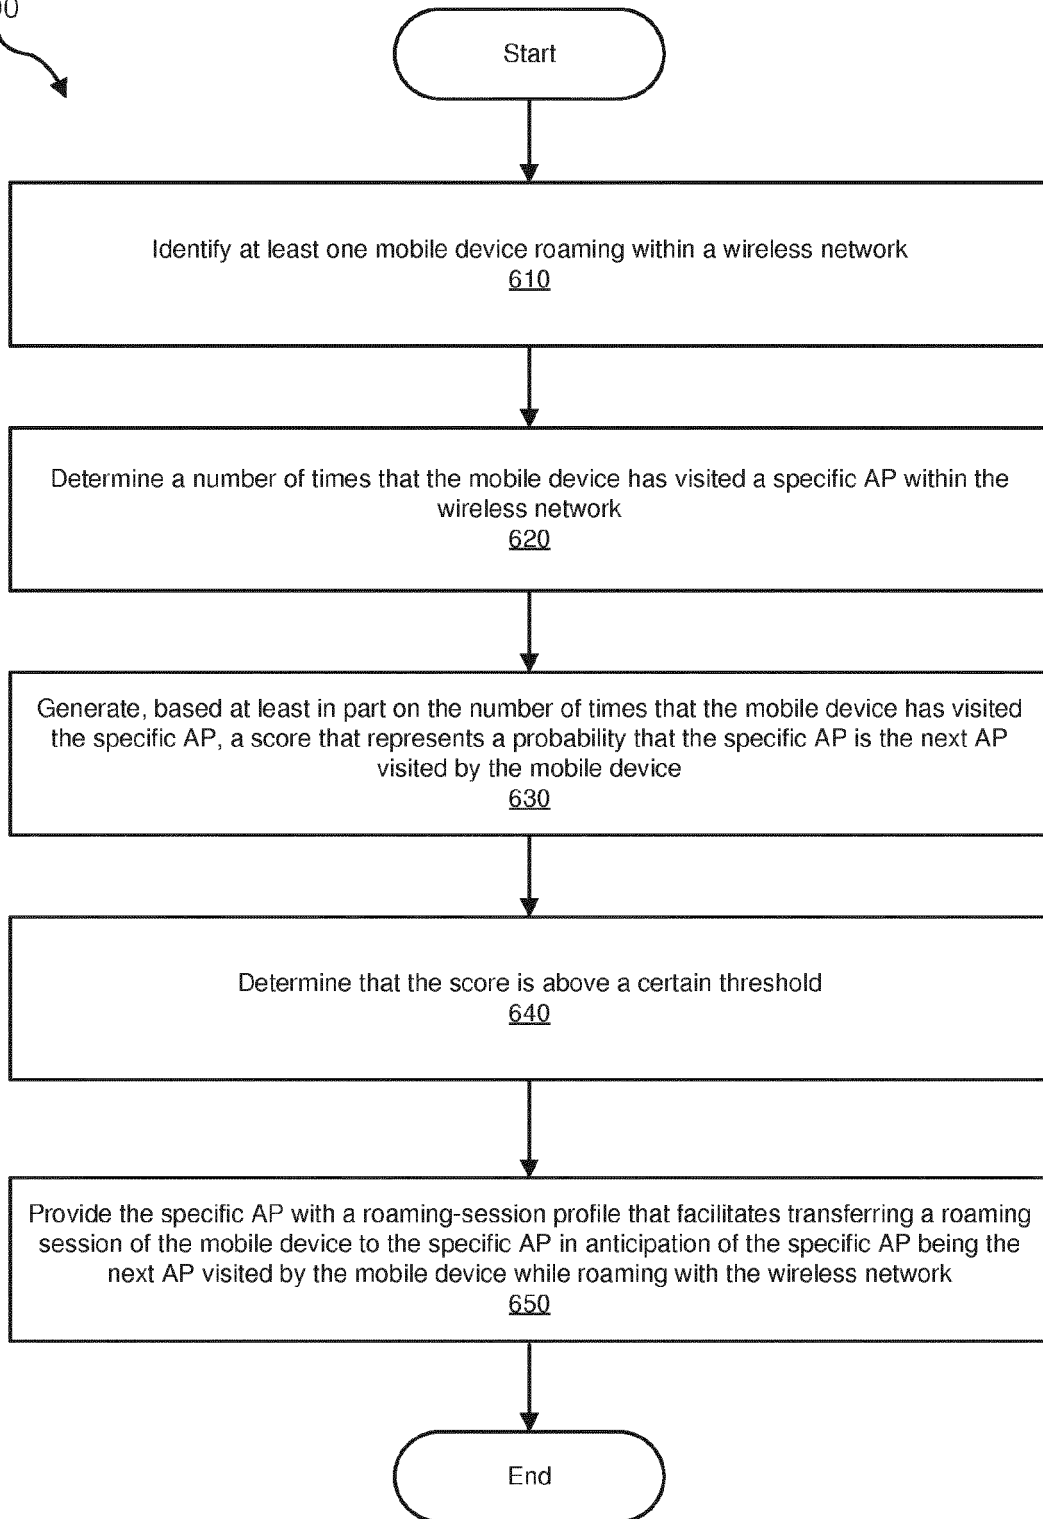 Start
Identify at least one mobile device roaming within a wireless network
610
Determine a number of times that the mobile device has visited a specific AP within the
wireless network
620
Generate, based at least in part on the number of times that the mobile device has visited
the specific AP, a score that represents a probability that the specific AP is the next AP
visited by the mobile device
630
Determine that the score is above a certain threshold
640
Provide the specific AP with a roaming-session profile that facilitates transferring a roaming
session of the mobile device to the specific AP in anticipation of the specific AP being the
next AP visited by the mobile device while roaming with the wireless network
650
End